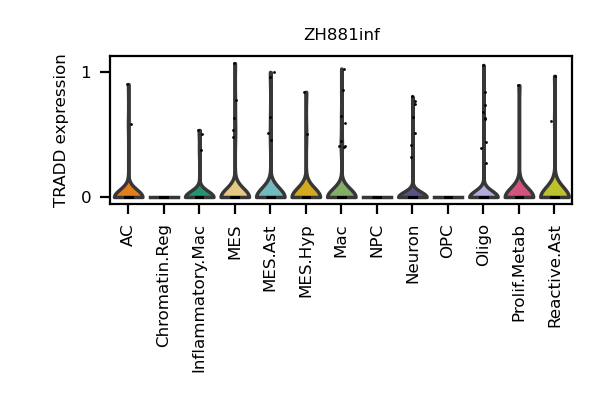 ZH881inf
TRADD expression
1
0
AC
Chromatin.Reg
Inflammatory.Mac
MES
MES.Ast
MES.Hyp
Mac
NPC
Neuron
OPC
Oligo
Prolif.Metab
Reactive.Ast